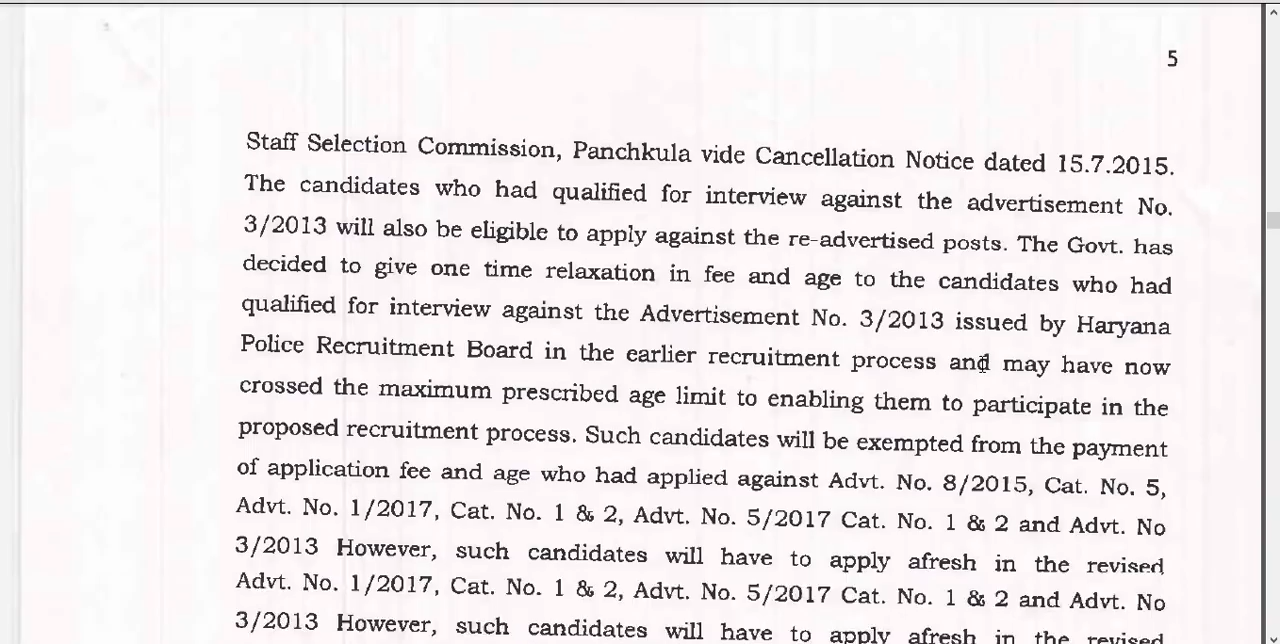 5
Staff Selection Commission, Panchkula vide Cancellation Notice dated 15.7.2015.
The candidates who had qualified for interview against the advertisement No.
3/2013 will also be eligible to apply against the re-advertised posts. The Govt. has
decided to give one time relaxation in fee and age to the candidates who had
qualified for interview against the Advertisement No. 3/2013 issued by Haryana
Police Recruitment Board in the earlier recruitment process and may have now
crossed the maximum prescribed age limit to enabling them to participate in the
proposed recruitment process. Such candidates will be exempted from the payment
of application fee and age who had applied against Advt. No. 8/2015, Cat. No. 5,
Advt. No. 1/2017, Cat. No. 1 & 2, Advt. No. 5/2017 Cat. No. 1 & 2 and Advt. No
3/2013 However, such candidates will have to apply afresh in the revised
Advt. No. 1/2017, Cat. No. 1 & 2, Advt. No. 5/2017 Cat. No. 1 & 2 and Advt. No
3/2013 However, such candidates will have to apply afresh in the revised